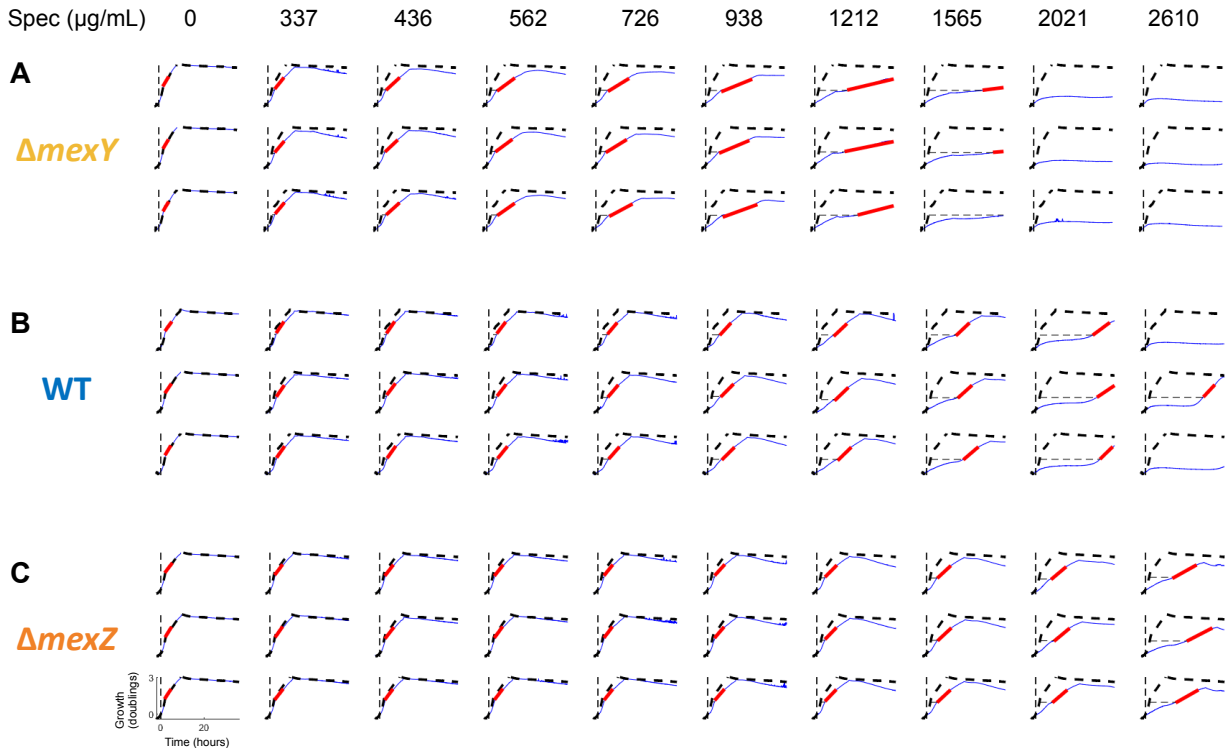 Spec (µg/mL) 0 337 436 562 726 938 1212 1565 2021 2610
A
ΔmexY
B
WT
C
ΔmexZ
3
Growth
(doublings)
0
0 20
Time (hours)